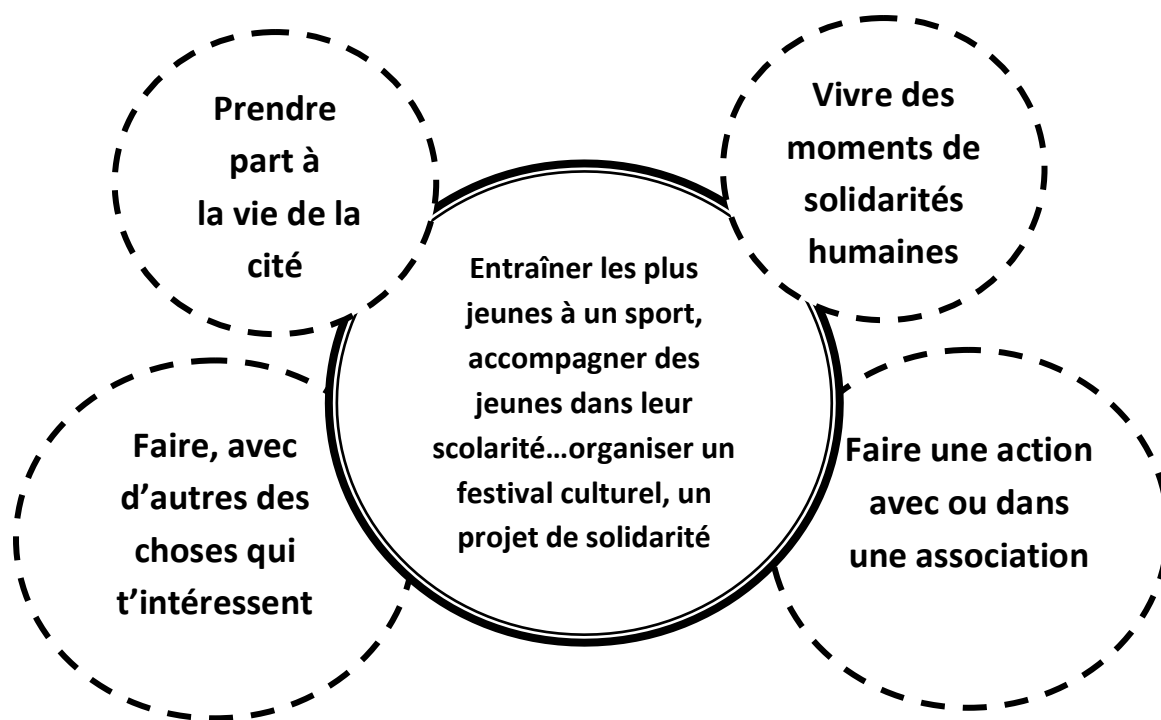 Prendre
part à
la vie de la
cité
Vivre des
moments de
solidarités
humaines
Entraîner les plus
jeunes à un sport,
accompagner des
jeunes dans leur
scolarité…organiser un
festival culturel, un
projet de solidarité
Faire, avec
d’autres des
choses qui
t’intéressent
Faire une action
avec ou dans
une association